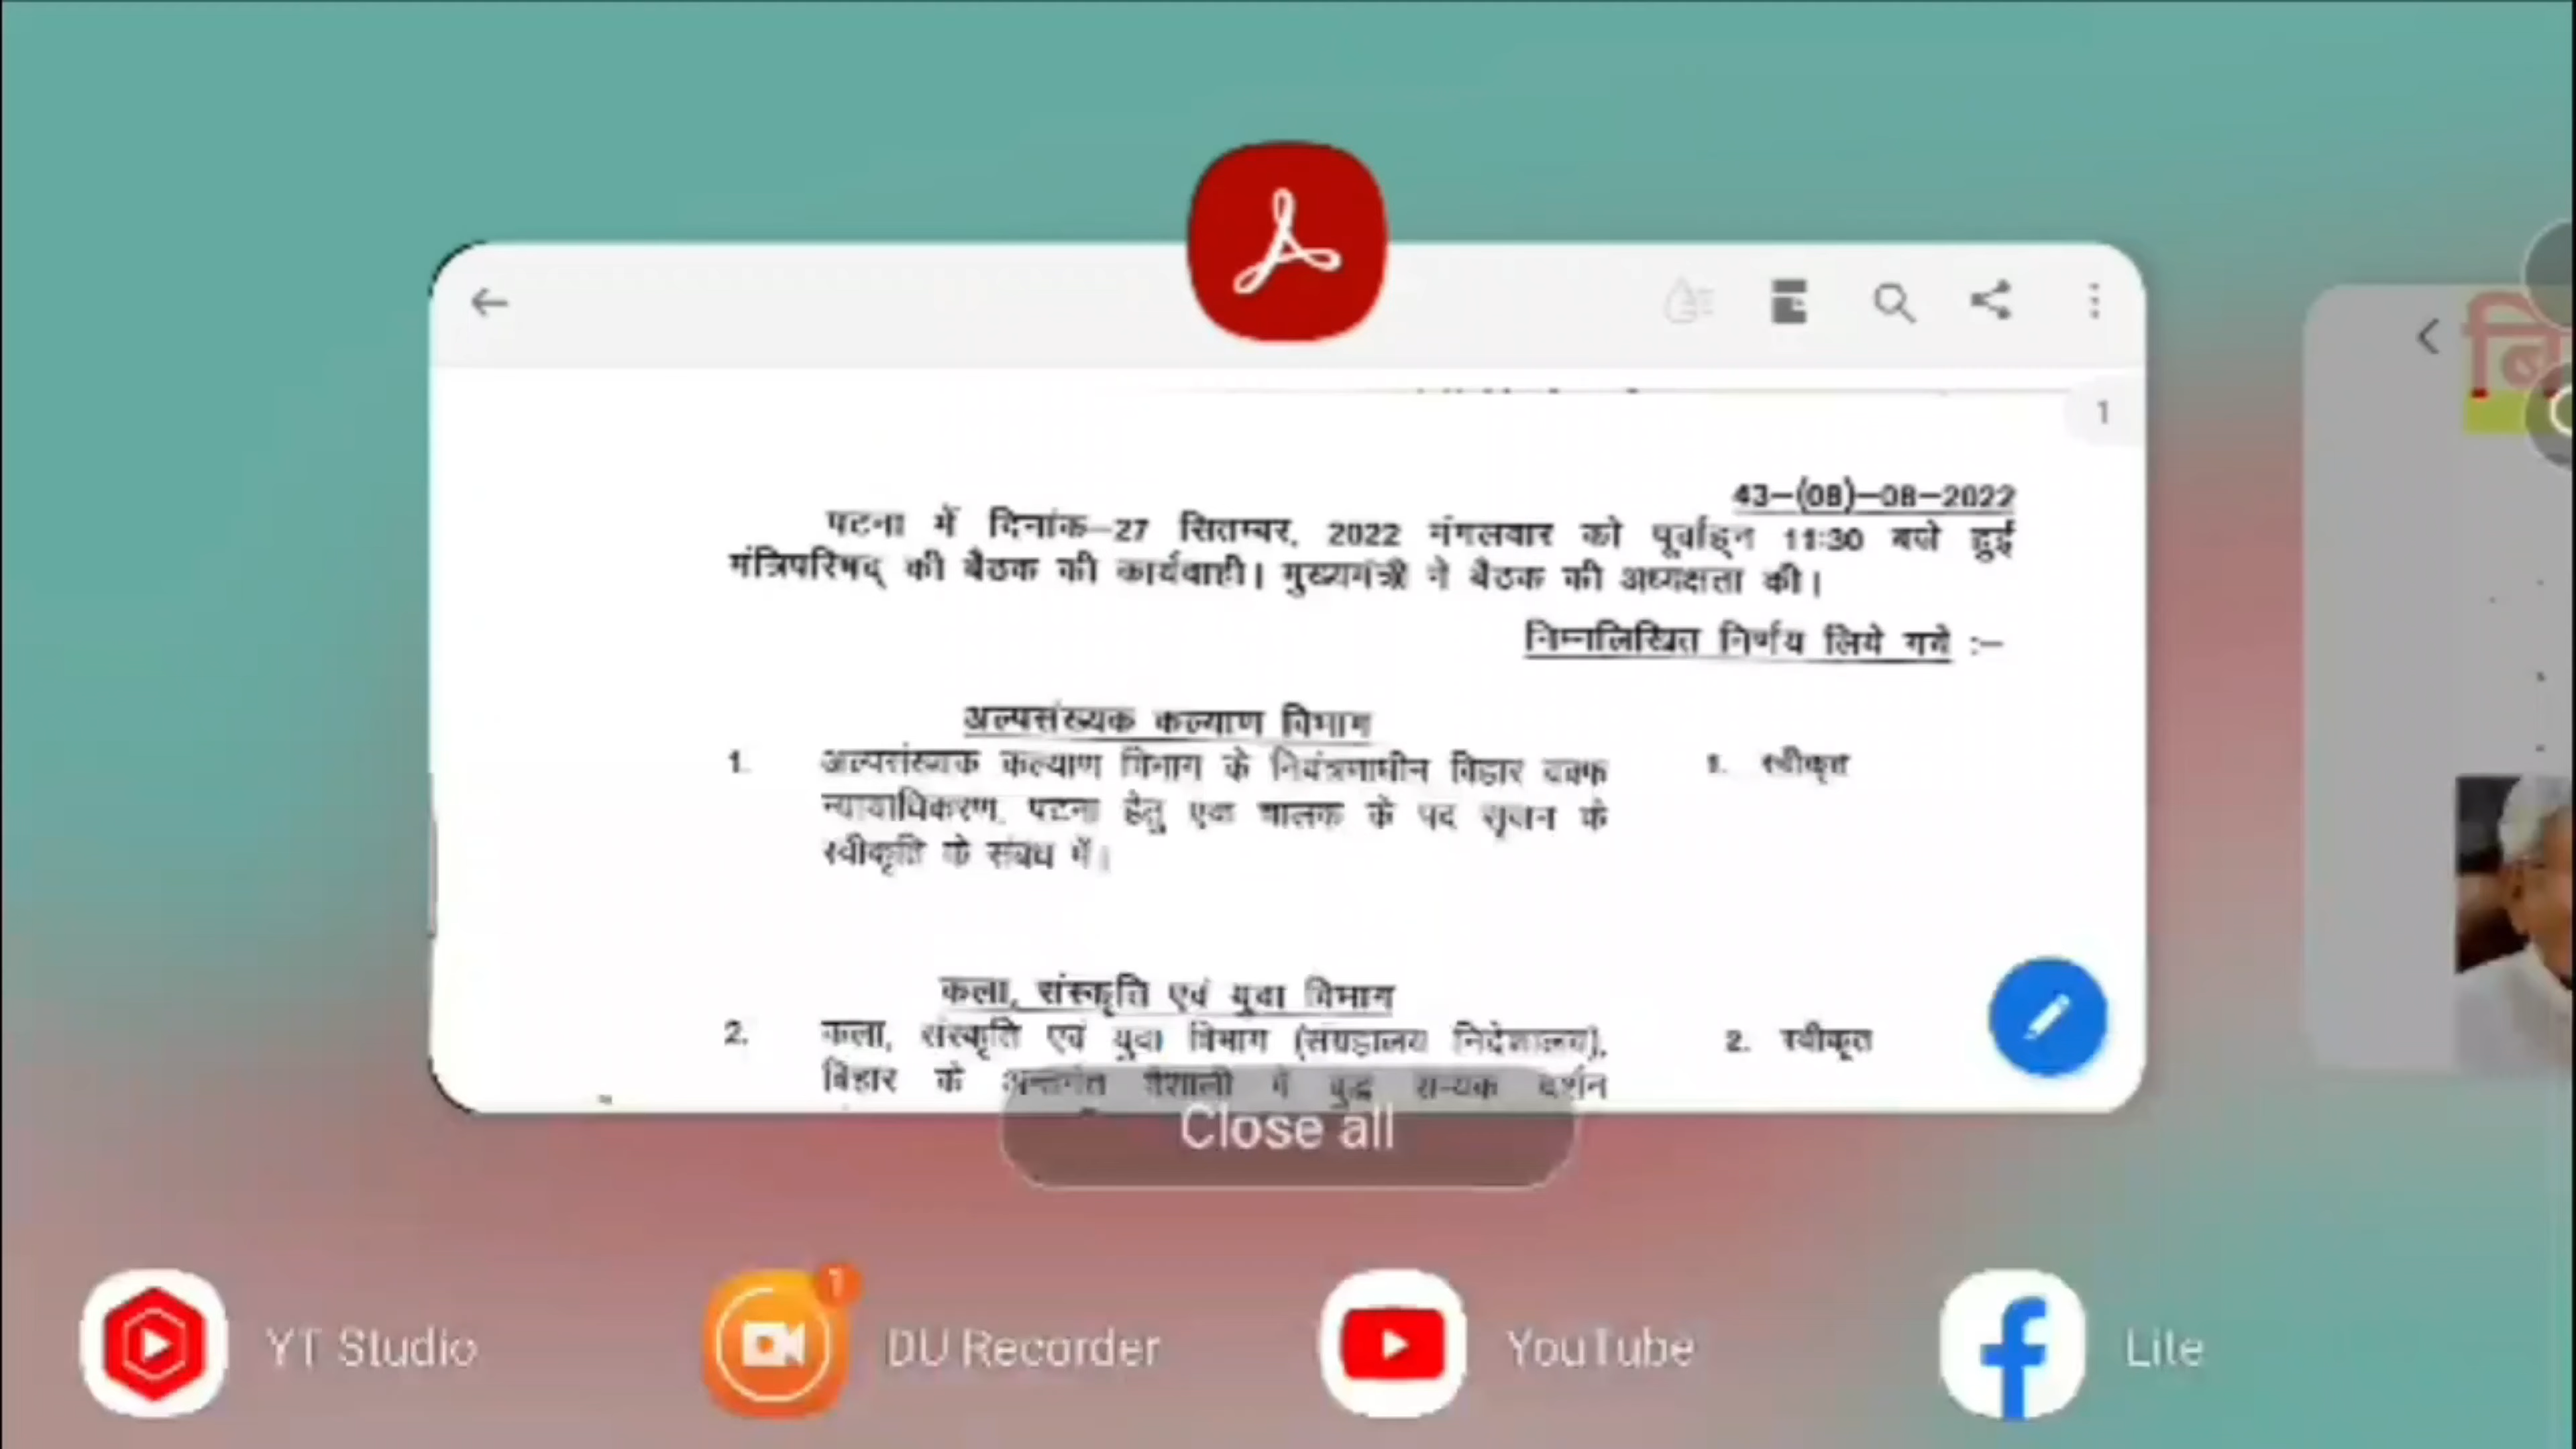 1
43-(08)-08-2022
पटना में दिनांक-27 सितम्बर, 2022 मंगलवार को पूर्वाह्न 11:30 बजे हुई
मंत्रिपरिषद् की बैठक की कार्यवाही। मुख्यमंत्री ने बैठक की अध्यक्षता की।
निम्नलिखित निर्णय लिये गये :-
अल्पसंख्यक कल्याण विभाग
1. अल्पसंख्यक कल्याण विभाग के नियंत्रणाधीन बिहार वक्फ 1. स्वीकृत
न्यायाधिकरण, पटना हेतु एक चालक के पद सृजन के
स्वीकृति के संबंध में।
कला, संस्कृति एवं युवा विभाग
2. कला, संस्कृति एवं युवा विभाग (संग्रहालय निदेशालय), 2. स्वीकृत
बिहार के अन्तर्गत वैशाली में बुद्ध सम्यक दर्शन
Close all
YT Studio
1
DU Recorder
YouTube
Lite